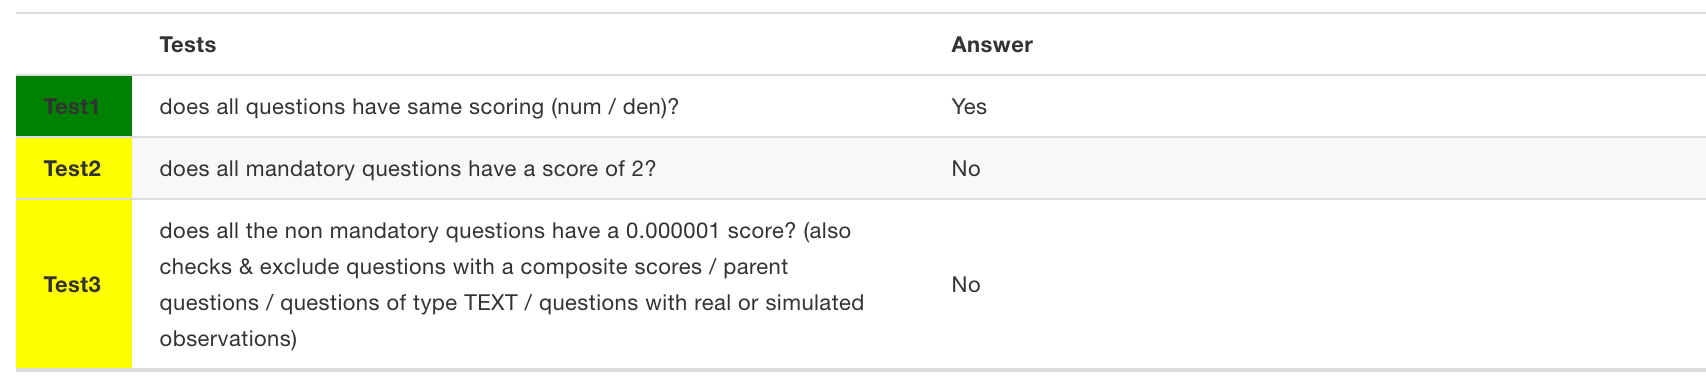 Tests Answer
Test1 does all questions have same scoring (num / den)? Yes
Test2 does all mandatory questions have a score of 2? No
does all the non mandatory questions have a 0.000001 score? (also
checks & exclude questions with a composite scores / parent
Test3 questions / questions of type TEXT / questions with real or simulated No
observations)